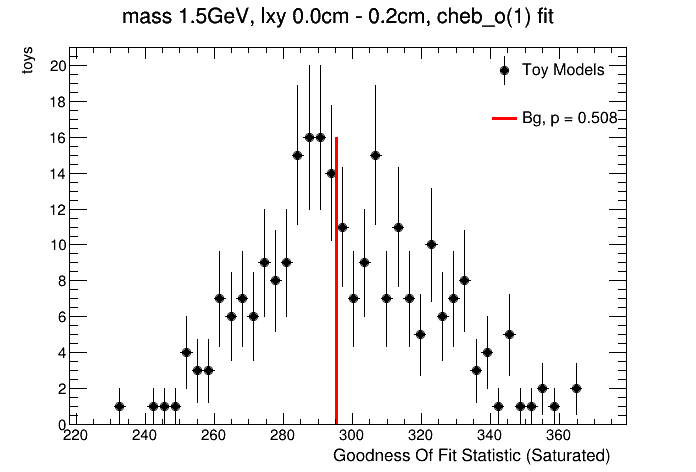 mass 1.5GeV, lxy 0.0cm - 0.2cm, cheb_o(1) fit
toys
20
18
16
14
12
10
8
6
4
2
0
Toy Models
Bg, p = 0.508
220 240 260 280 300 320 340 360
Goodness Of Fit Statistic (Saturated)